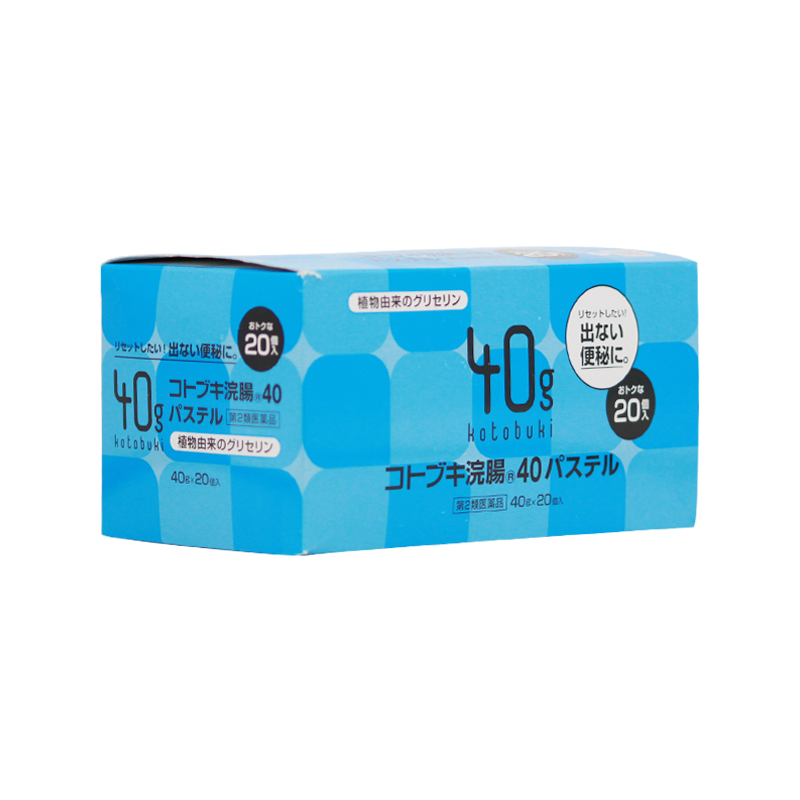 リセットしたい!出ない便秘に。
おトクな
20個入
40g
kotobuki
コトブキ浣腸®40
パステル
第2類医薬品
植物由来のグリセリン
40g×20個入
植物由来のグリセリン
リセットしたい!
出ない
便秘に。
おトクな
20個入
40g
kotobuki
コトブキ浣腸®40パステル
第2類医薬品 40g×20個入